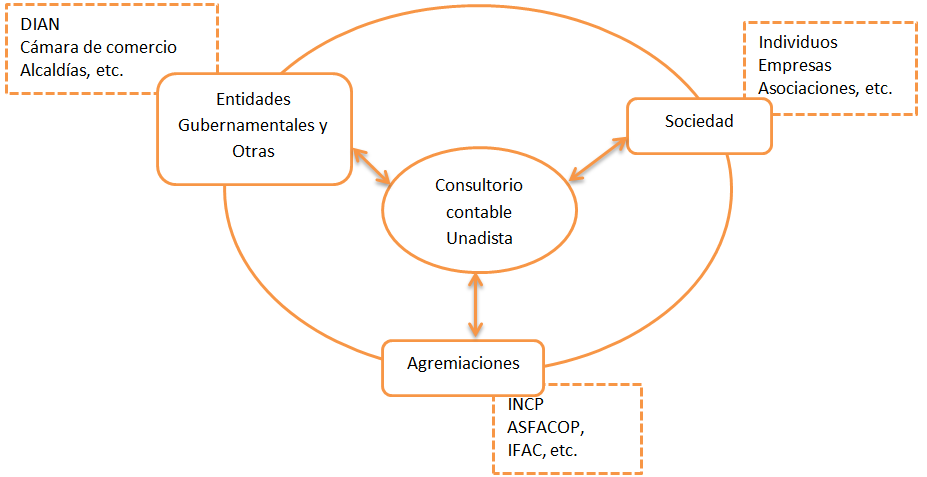 DIAN
Cámara de comercio
Alcaldías, etc.
Entidades
Gubernamentales y
Otras
Individuos
Empresas
Asociaciones, etc.
Sociedad
Consultorio
contable
Unadista
Agremiaciones
INCP
ASFACOP,
IFAC, etc.